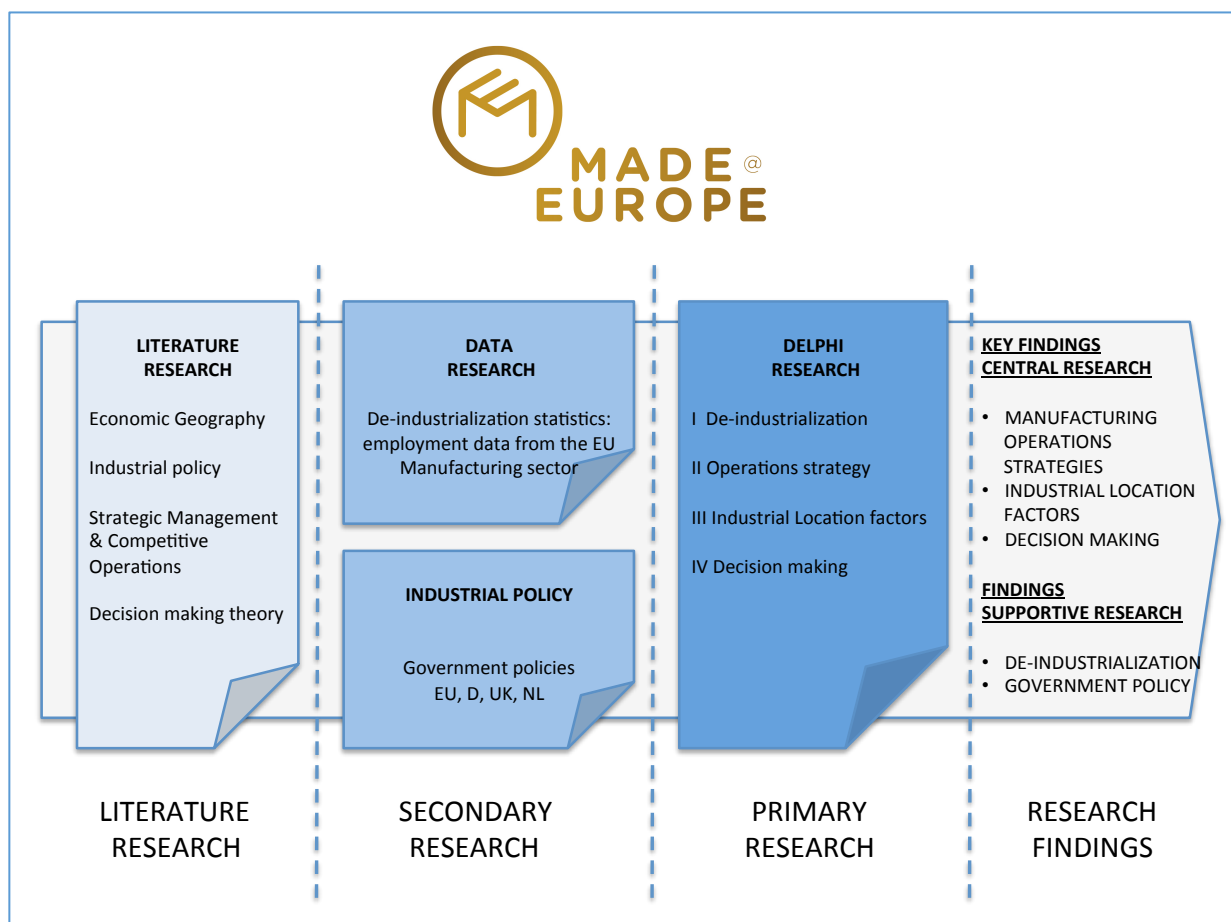 MADE @
EUROPE
LITERATURE
RESEARCH
Economic Geography
Industrial policy
Strategic Management
& Competitive
Operations
Decision making theory
DATA
RESEARCH
De-industrialization statistics:
employment data from the EU
Manufacturing sector
INDUSTRIAL POLICY
Government policies
EU, D, UK, NL
DELPHI
RESEARCH
I De-industrialization
II Operations strategy
III Industrial Location factors
IV Decision making
KEY FINDINGS
CENTRAL RESEARCH
• MANUFACTURING
OPERATIONS
STRATEGIES
• INDUSTRIAL LOCATION
FACTORS
• DECISION MAKING
FINDINGS
SUPPORTIVE RESEARCH
• DE-INDUSTRIALIZATION
• GOVERNMENT POLICY
LITERATURE
RESEARCH
SECONDARY
RESEARCH
PRIMARY
RESEARCH
RESEARCH
FINDINGS